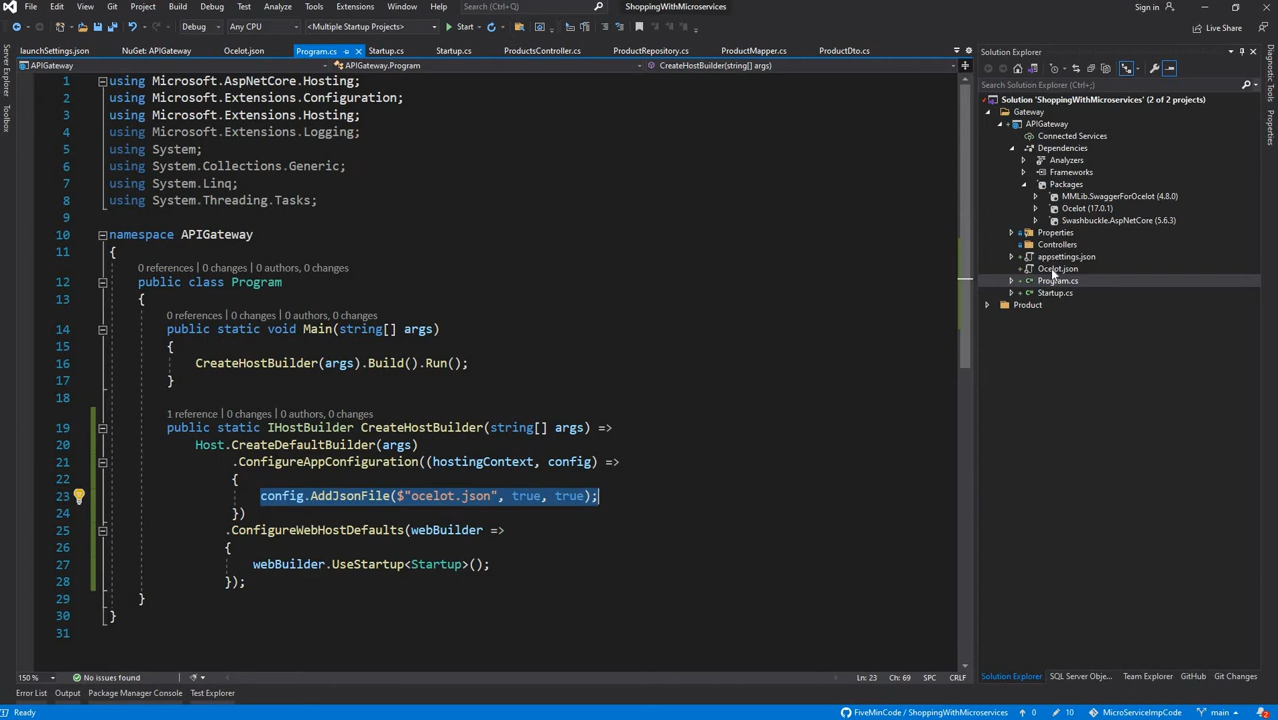 File Edit View Git Project Build Debug Test Analyze Tools Extensions Window Help Search (Ctrl+Q) ShoppingWithMicroservices Sign in
Debug Any CPU <Multiple Startup Projects> Start Live Share
launchSettings.json NuGet: APIGateway Ocelot.json Program.cs Startup.cs Startup.cs ProductsController.cs ProductRepository.cs ProductMapper.cs ProductDto.cs
APIGateway APIGateway.Program CreateHostBuilder(string[] args)
Server Explorer
Toolbox
1 using Microsoft.AspNetCore.Hosting;
2 using Microsoft.Extensions.Configuration;
3 using Microsoft.Extensions.Hosting;
4 using Microsoft.Extensions.Logging;
5 using System;
6 using System.Collections.Generic;
7 using System.Linq;
8 using System.Threading.Tasks;
9
10 namespace APIGateway
11 {
0 references | 0 changes | 0 authors, 0 changes
12 public class Program
13 {
0 references | 0 changes | 0 authors, 0 changes
14 public static void Main(string[] args)
15 {
16 CreateHostBuilder(args).Build().Run();
17 }
18
1 reference | 0 changes | 0 authors, 0 changes
19 public static IHostBuilder CreateHostBuilder(string[] args) =>
20 Host.CreateDefaultBuilder(args)
21 .ConfigureAppConfiguration((hostingContext, config) =>
22 {
23 config.AddJsonFile($"ocelot.json", true, true);
24 })
25 .ConfigureWebHostDefaults(webBuilder =>
26 {
27 webBuilder.UseStartup<Startup>();
28 });
29 }
30 }
31
150 % No issues found Ln: 23 Ch: 69 SPC CRLF
Error List Output Package Manager Console Test Explorer
Solution Explorer
Search Solution Explorer (Ctrl+;)
Solution 'ShoppingWithMicroservices' (2 of 2 projects)
Gateway
APIGateway
Connected Services
Dependencies
Analyzers
Frameworks
Packages
MMLib.SwaggerForOcelot (4.8.0)
Ocelot (17.0.1)
Swashbuckle.AspNetCore (5.6.3)
Properties
Controllers
appsettings.json
Ocelot.json
Program.cs
Startup.cs
Product
Solution Explorer SQL Server Obje... Team Explorer GitHub Git Changes
Diagnostic Tools
Properties
Ready FiveMinCode / ShoppingWithMicroservices 0 10 MicroServiceImpCode main 2